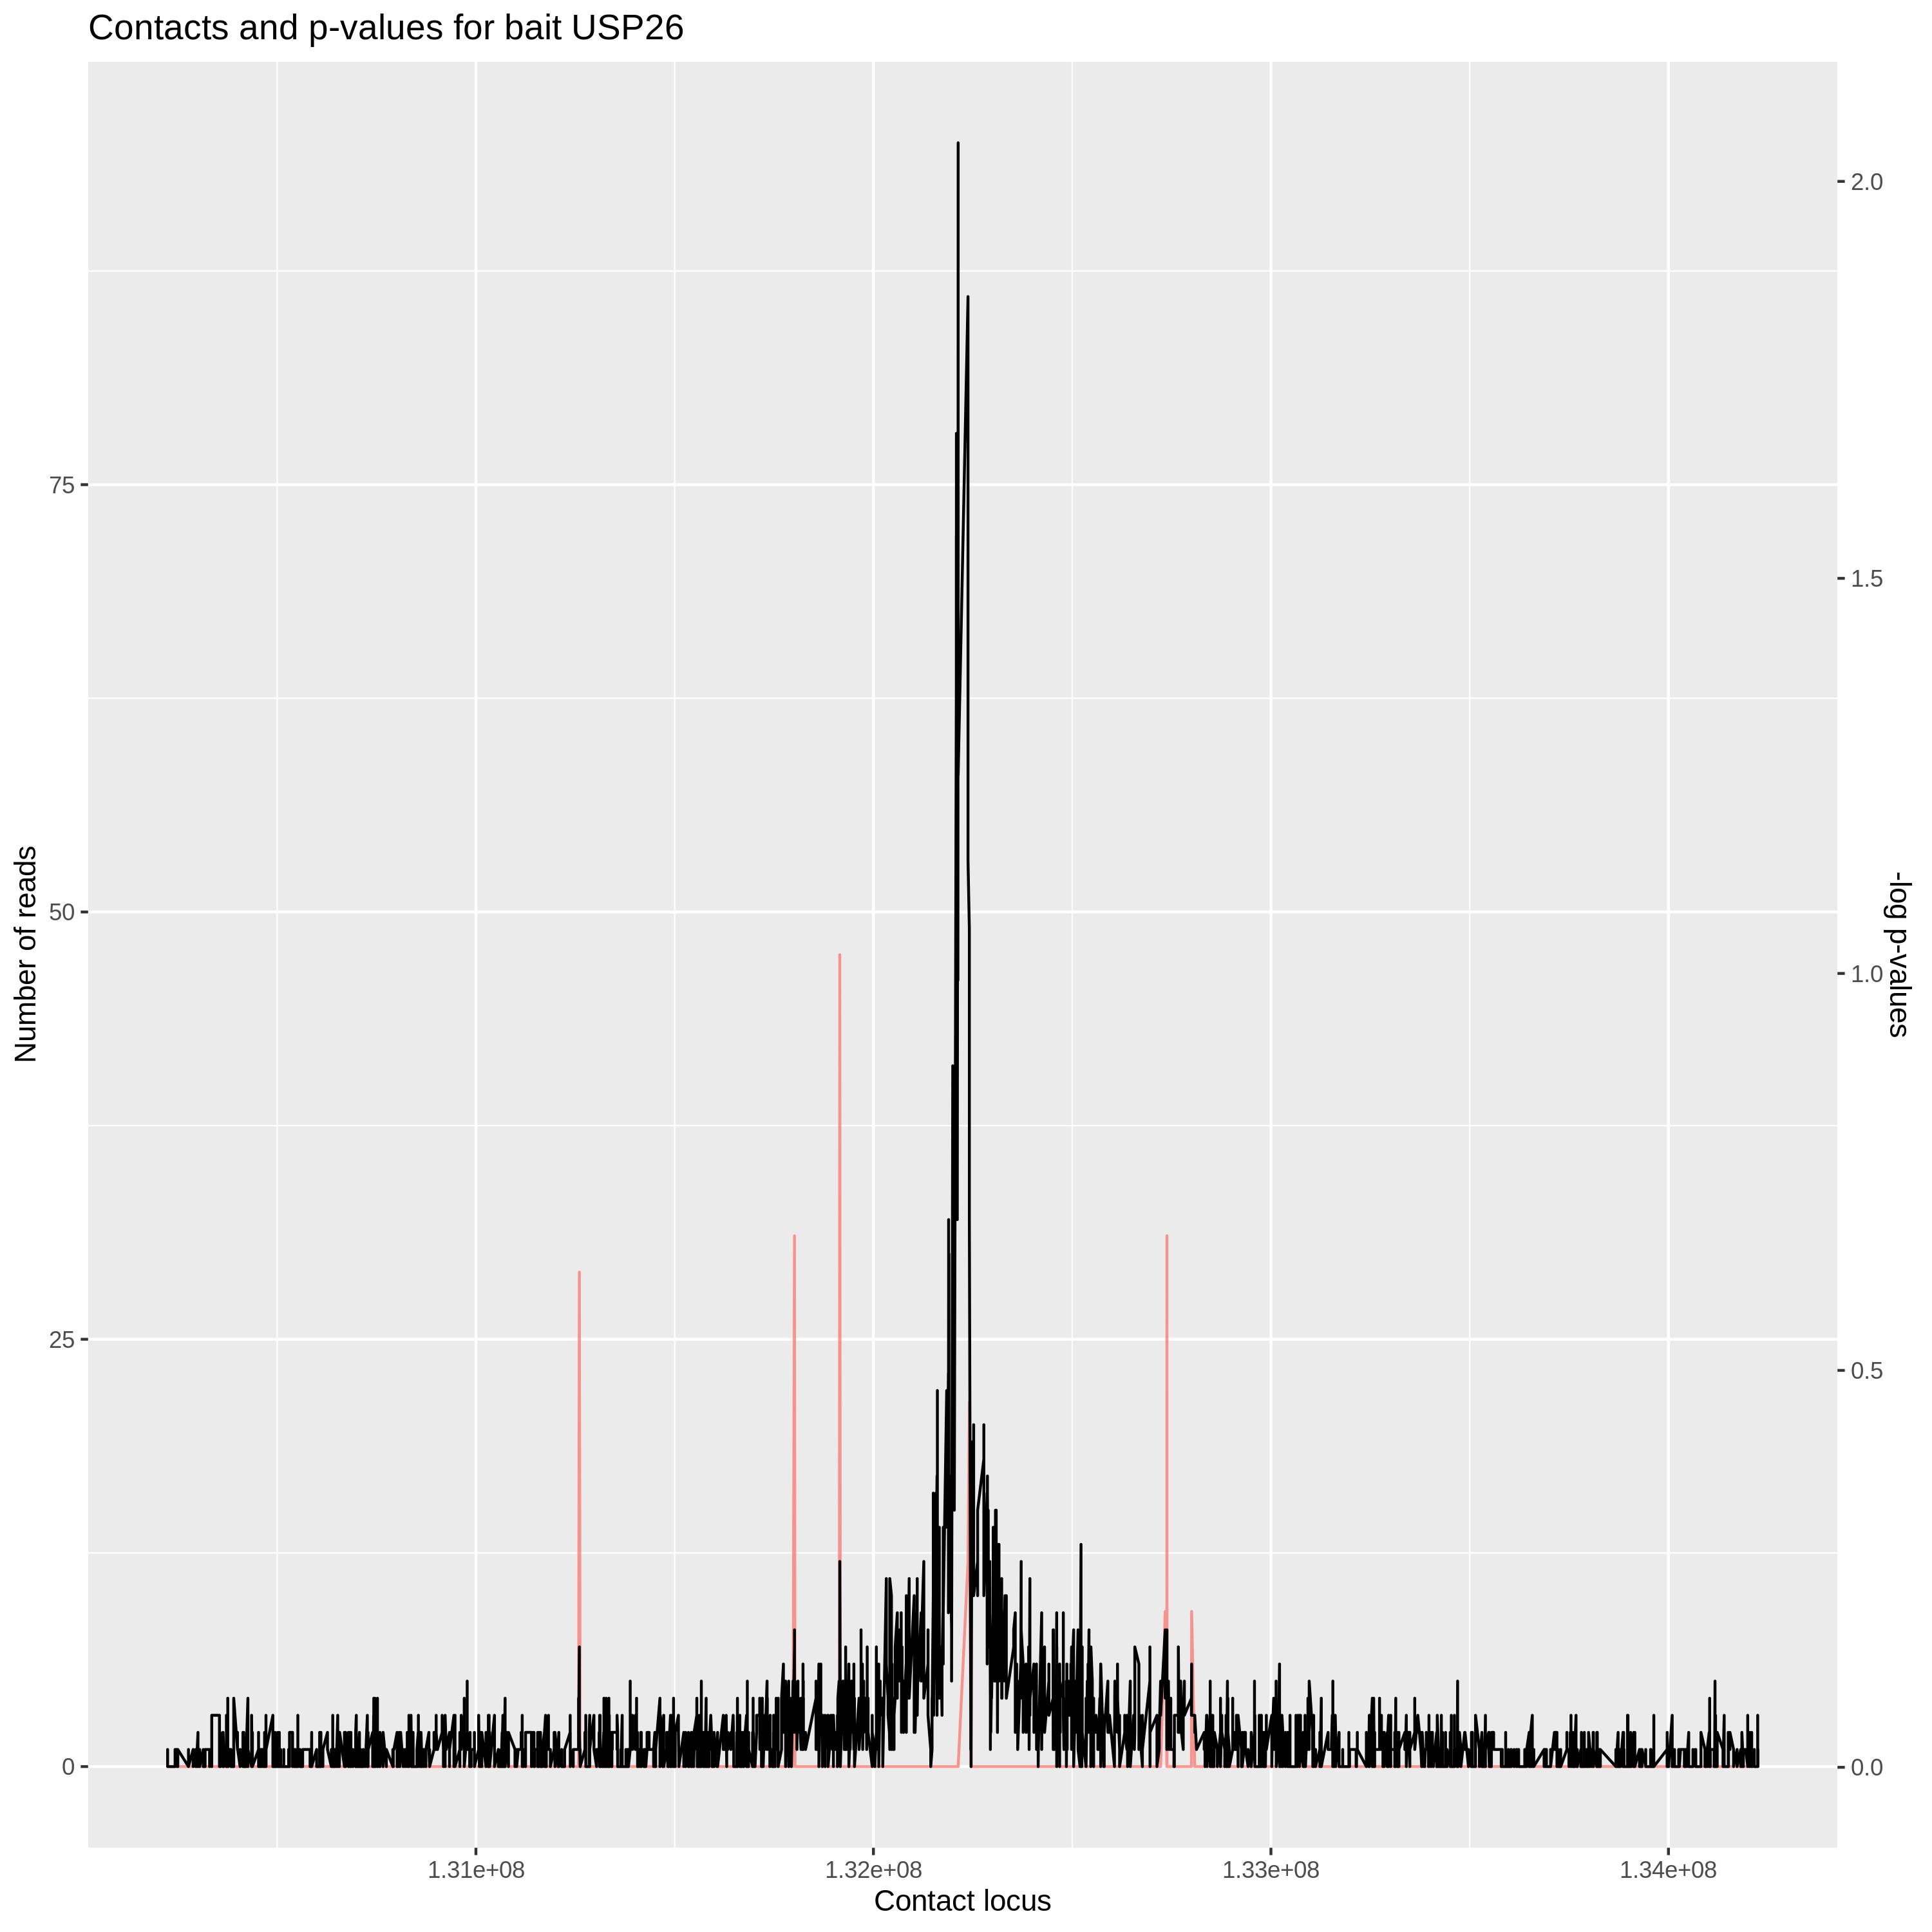 Contacts and p-values for bait USP26
Number of reads
75
50
25
0
2.0
1.5
1.0
0.5
0.0
-log p-values
1.31e+08
1.32e+08
1.33e+08
1.34e+08
Contact locus